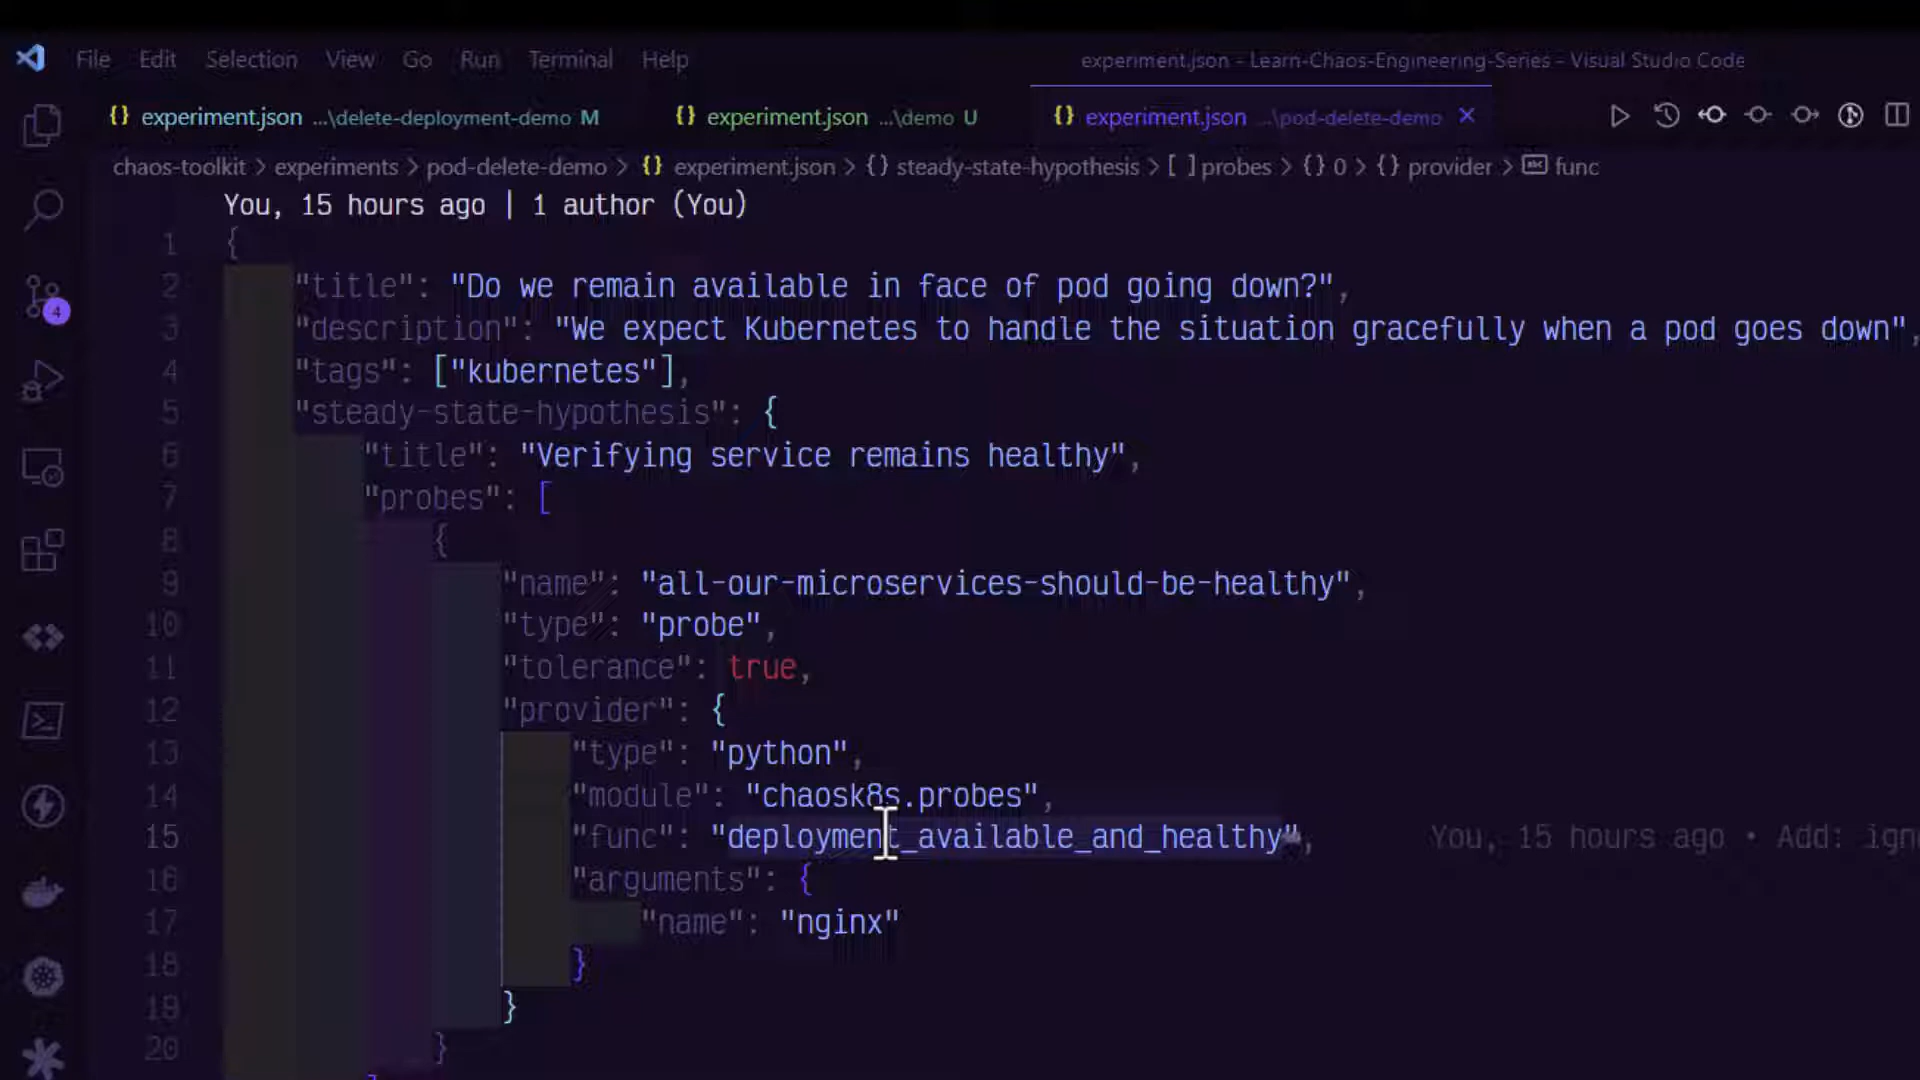 File Edit Selection View Go Run Terminal Help experiment.json - Learn-Chaos-Engineering-Series - Visual Studio Code
{} experiment.json ...\delete-deployment-demo M {} experiment.json ...\demo U {} experiment.json ...\pod-delete-demo
chaos-toolkit > experiments > pod-delete-demo > {} experiment.json > {} steady-state-hypothesis > [ ] probes > {} 0 > {} provider > abc func
You, 15 hours ago | 1 author (You)
1 {
2 "title": "Do we remain available in face of pod going down?",
3 "description": "We expect Kubernetes to handle the situation gracefully when a pod goes down",
4 "tags": ["kubernetes"],
5 "steady-state-hypothesis": {
6 "title": "Verifying service remains healthy",
7 "probes": [
8 {
9 "name": "all-our-microservices-should-be-healthy",
10 "type": "probe",
11 "tolerance": true,
12 "provider": {
13 "type": "python",
14 "module": "chaosk8s.probes",
15 "func": "deployment_available_and_healthy", You, 15 hours ago • Add: ign
16 "arguments": {
17 "name": "nginx"
18 }
19 }
20 }
4